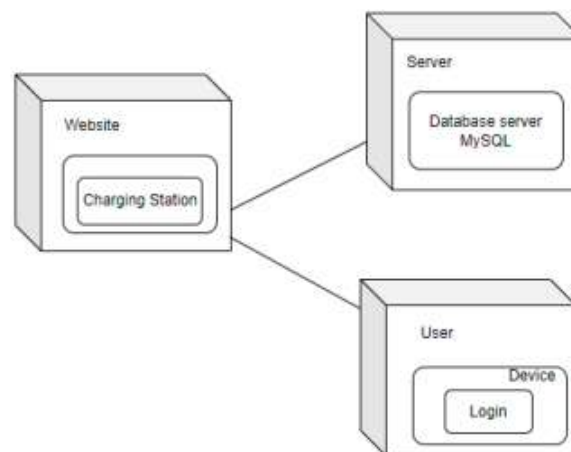 Server
Database server
MySQL
Website
Charging Station
User
Device
Login